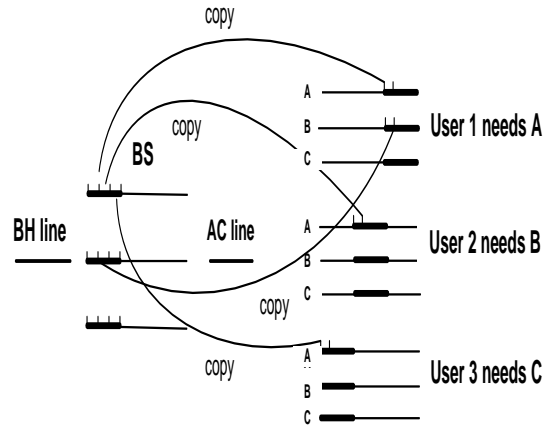 copy
A
B
User 1 needs A
C
copy
BS
BH line
AC line
A
User 2 needs B
B
C
copy
copy
A
User 3 needs C
B
C